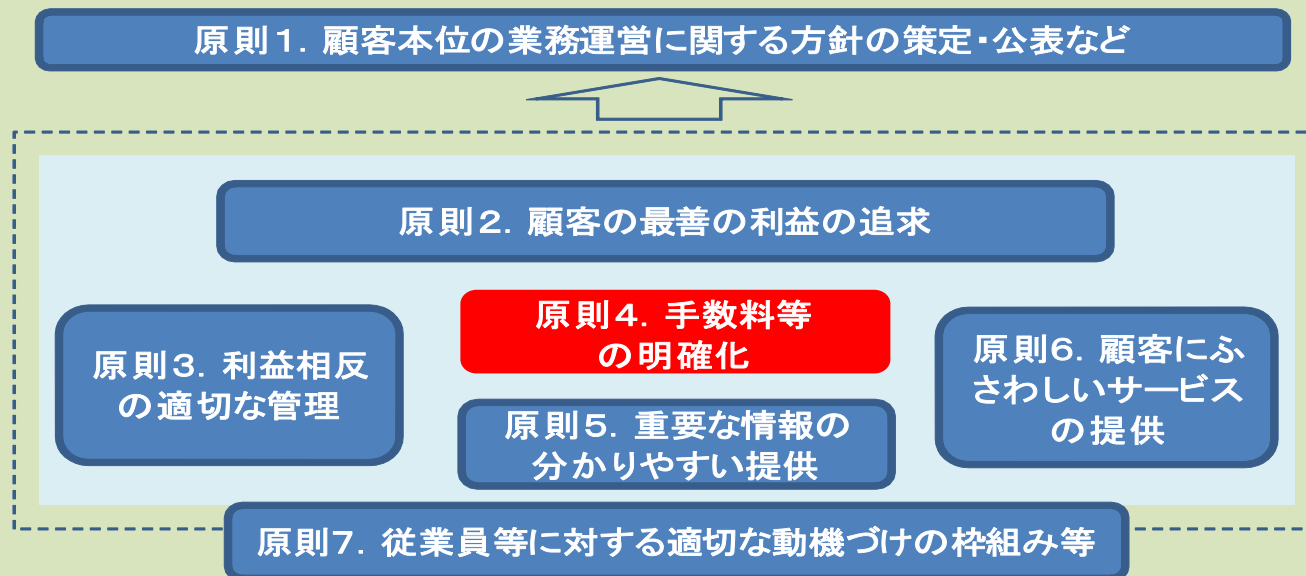 原則1．顧客本位の業務運営に関する方針の策定・公表など
原則2．顧客の最善の利益の追求
原則3．利益相反
の適切な管理
原則4．手数料等
の明確化
原則5．重要な情報の
分かりやすい提供
原則6．顧客にふ
さわしいサービス
の提供
原則7．従業員等に対する適切な動機づけの枠組み等